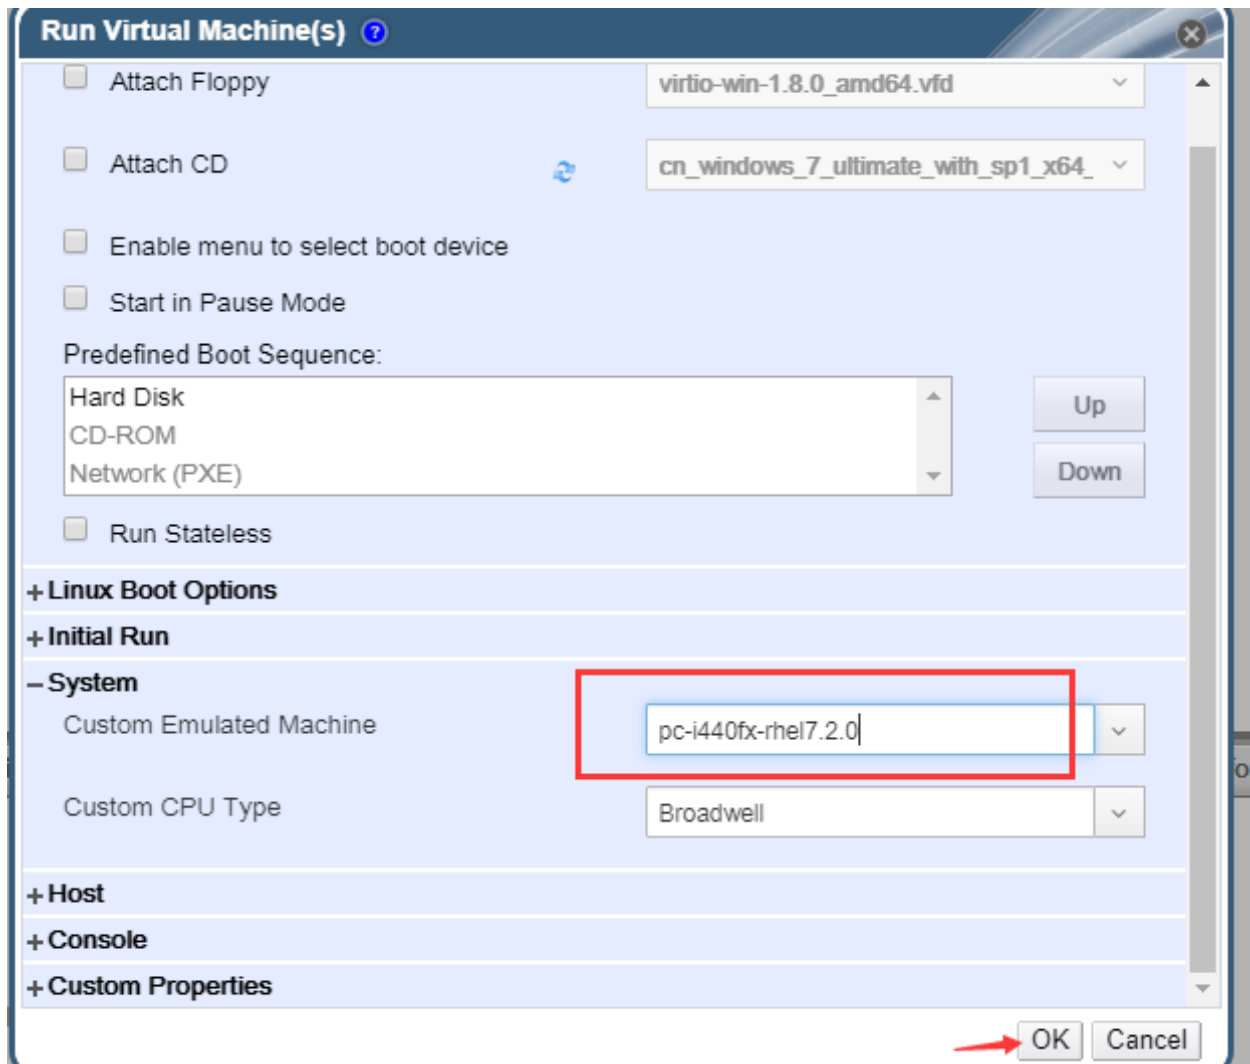 Run Virtual Machine(s) ?
Attach Floppy virtio-win-1.8.0_amd64.vfd
Attach CD cn_windows_7_ultimate_with_sp1_x64_
Enable menu to select boot device
Start in Pause Mode
Predefined Boot Sequence:
Hard Disk
Up
CD-ROM
Network (PXE)
Down
Run Stateless
+ Linux Boot Options
+ Initial Run
– System
Custom Emulated Machine pc-i440fx-rhel7.2.0
Custom CPU Type Broadwell
+ Host
+ Console
+ Custom Properties
OK Cancel